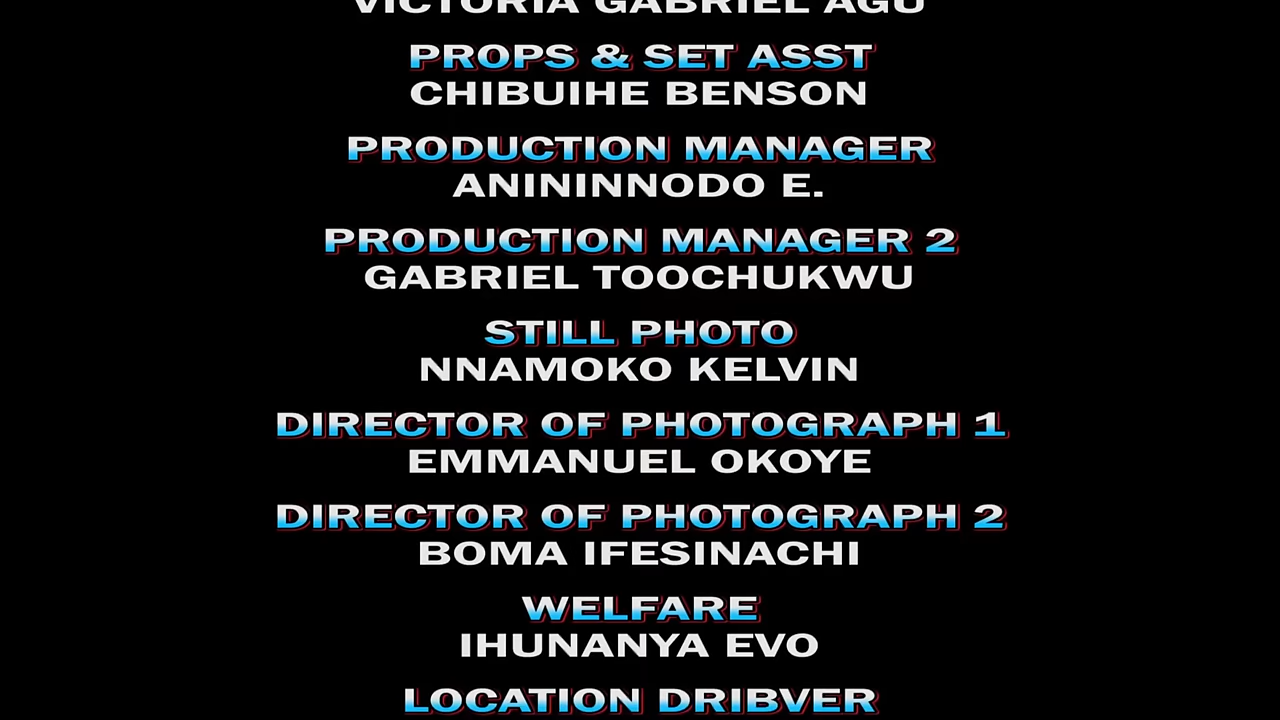 VICTORIA GABRIEL AGU
PROPS & SET ASST
CHIBUIHE BENSON
PRODUCTION MANAGER
ANININNODO E.
PRODUCTION MANAGER 2
GABRIEL TOOCHUKWU
STILL PHOTO
NNAMOKO KELVIN
DIRECTOR OF PHOTOGRAPH 1
EMMANUEL OKOYE
DIRECTOR OF PHOTOGRAPH 2
BOMA IFESINACHI
WELFARE
IHUNANYA EVO
LOCATION DRIBVER